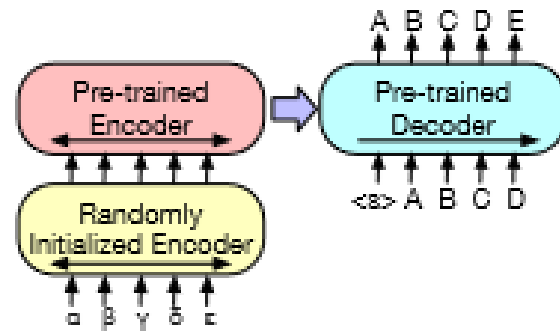 A B C D E
Pre-trained
Encoder
Pre-trained
Decoder
<s> A B C D
Randomly
Initialized Encoder
α β γ δ ε